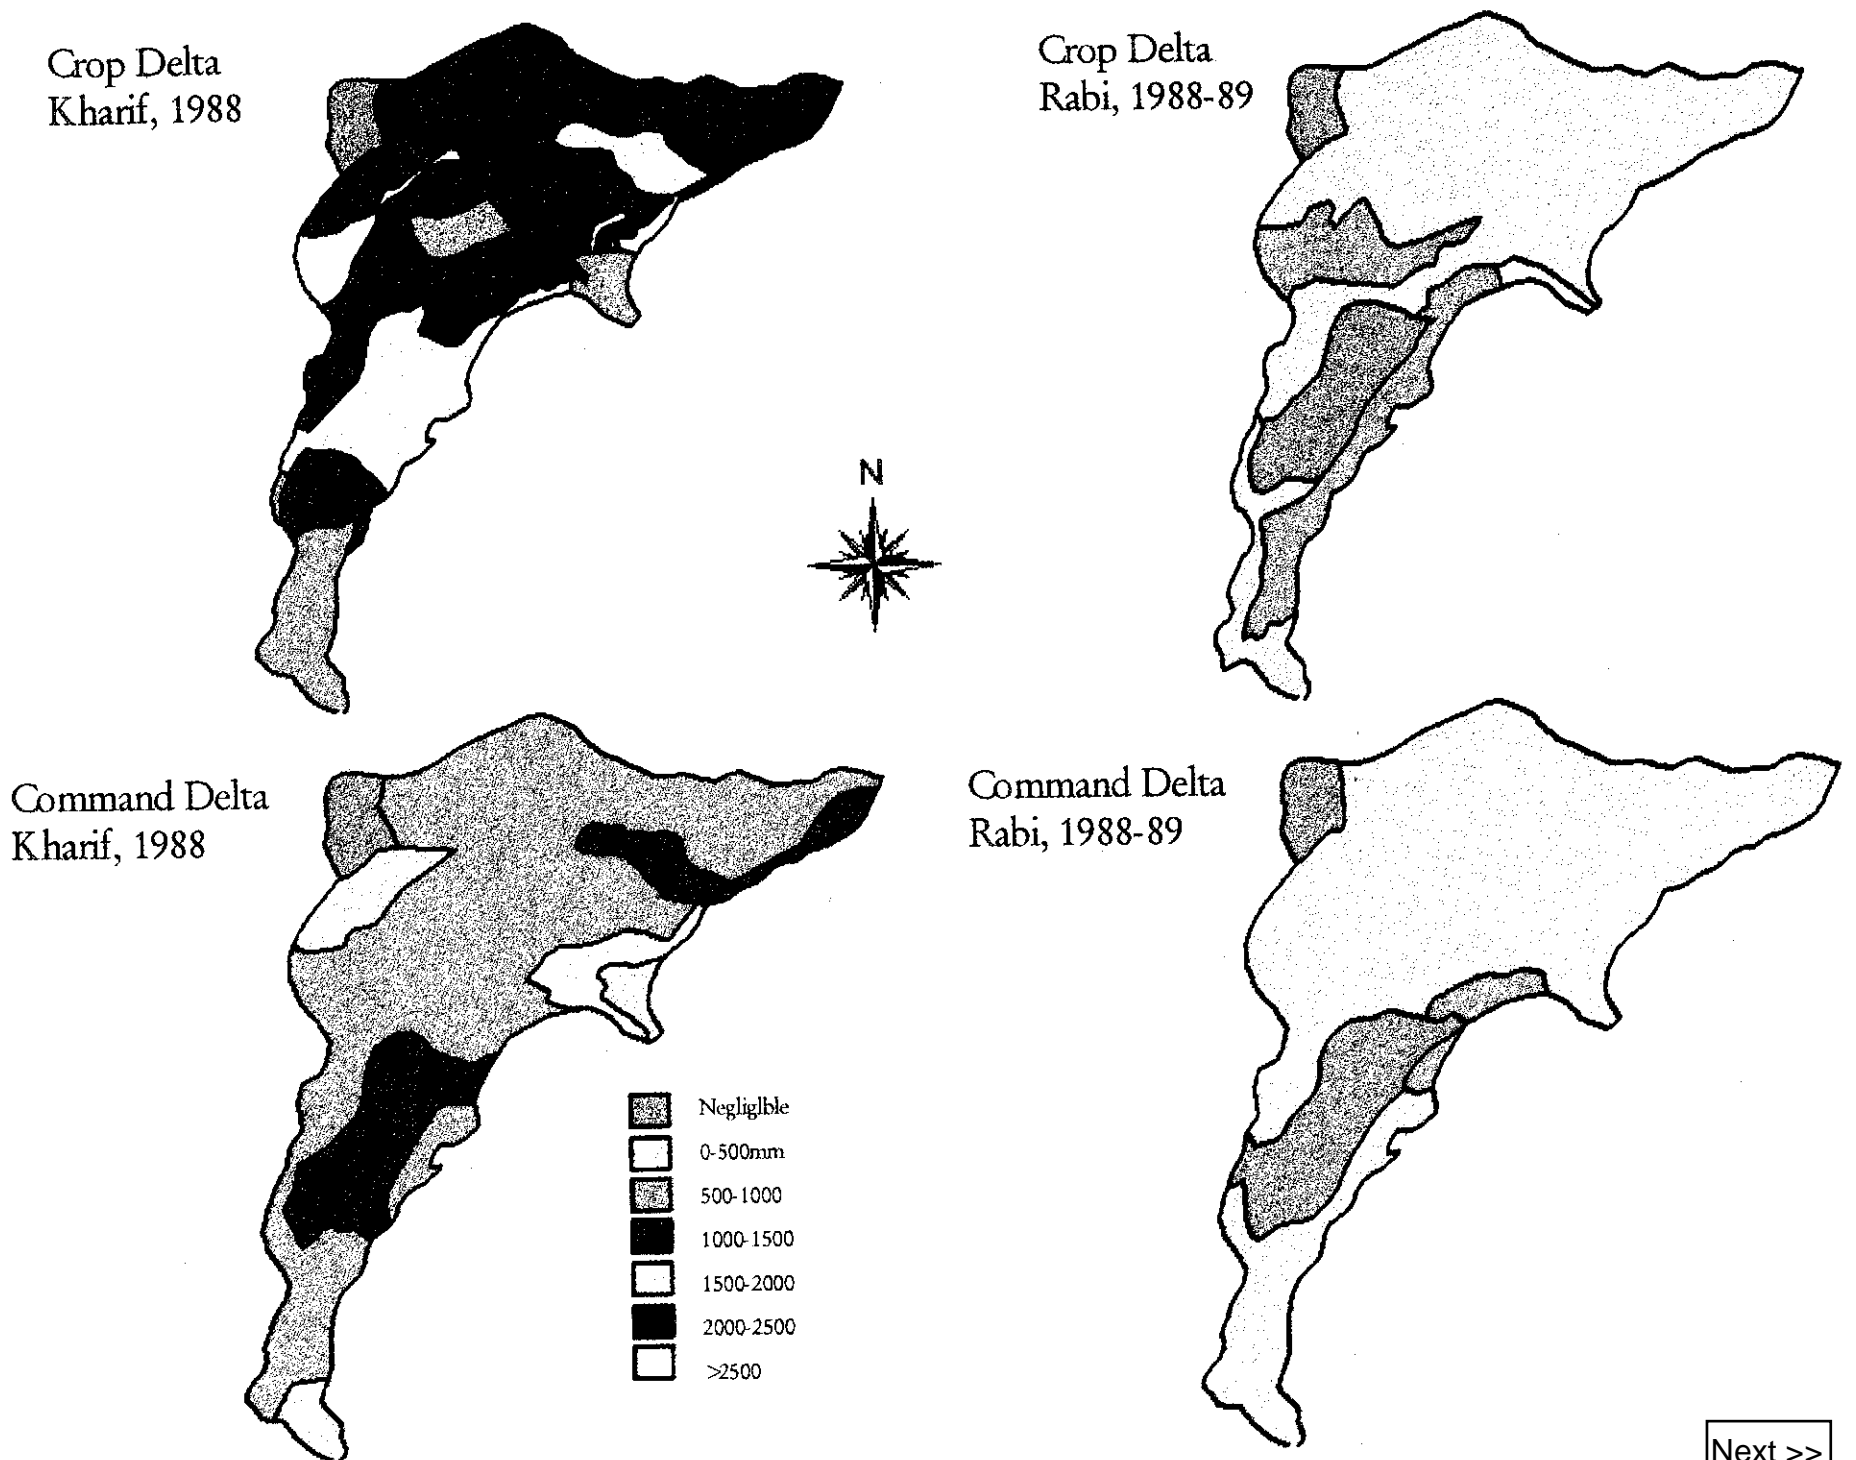 Crop Delta
Kharif, 1988
Crop Delta
Rabi, 1988-89
N
Command Delta
Kharif, 1988
Command Delta
Rabi, 1988-89
Negliglble
0-500mm
500-1000
1000-1500
1500-2000
2000-2500
>2500
Next >>